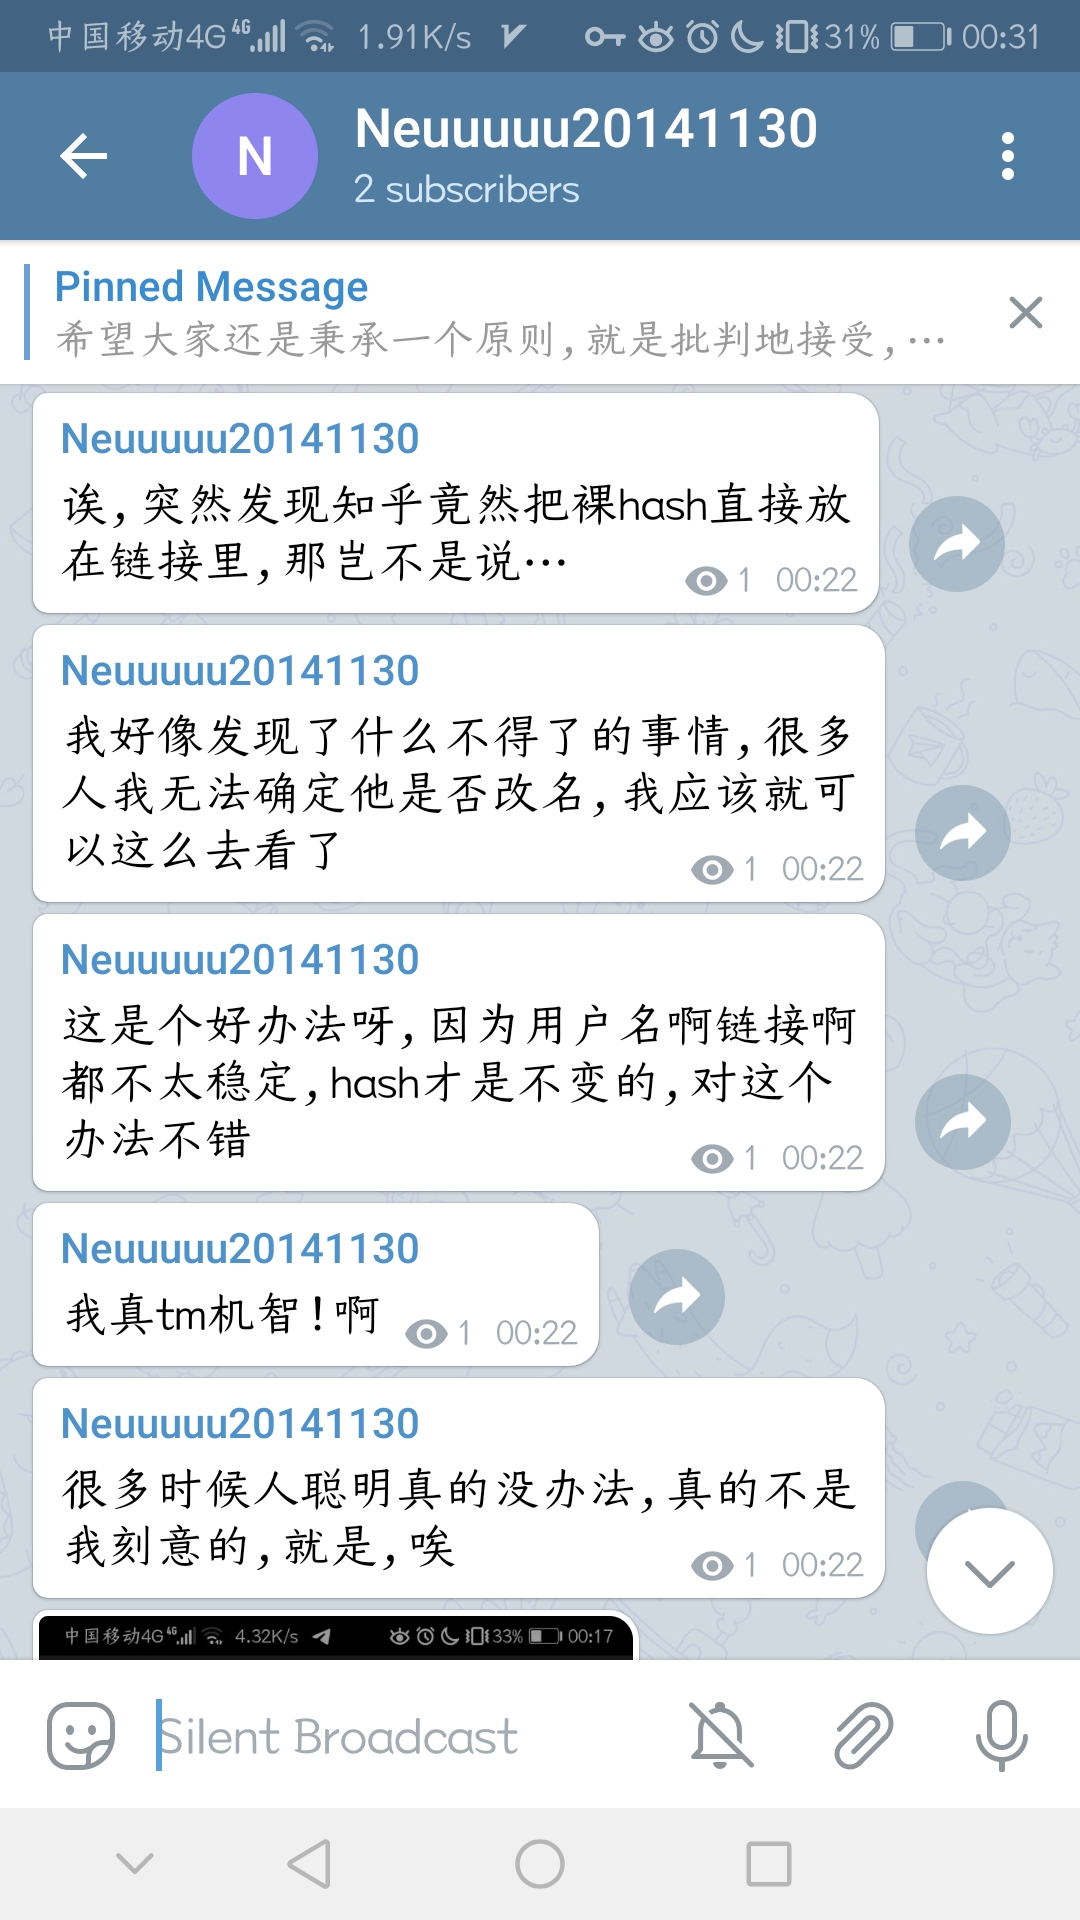 中国移动4G 4G 1.91K/s 31% 00:31
N
Neuuuuu20141130
2 subscribers
Pinned Message
希望大家还是秉承一个原则,就是批判地接受,…
Neuuuuu20141130
诶,突然发现知乎竟然把裸hash直接放
在链接里,那岂不是说…
1 00:22
Neuuuuu20141130
我好像发现了什么不得了的事情,很多
人我无法确定他是否改名,我应该就可
以这么去看了
1 00:22
Neuuuuu20141130
这是个好办法呀,因为用户名啊链接啊
都不太稳定,hash才是不变的,对这个
办法不错
1 00:22
Neuuuuu20141130
我真tm机智!啊
1 00:22
Neuuuuu20141130
很多时候人聪明真的没办法,真的不是
我刻意的,就是,唉
1 00:22
中国移动4G 4G 4.32K/s 33% 00:17
Silent Broadcast